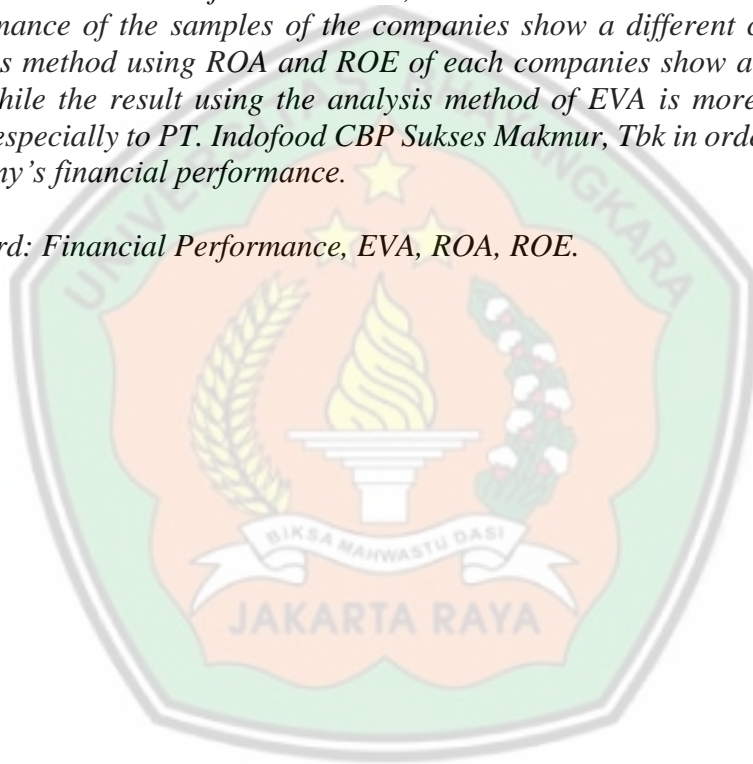 mance of the samples of the companies show a different
s method using ROA and ROE of each companies show a
hile the result using the analysis method of EVA is more
especially to PT. Indofood CBP Sukses Makmur, Tbk in orde
ny's financial performance.
rd: Financial Performance, EVA, ROA, ROE.
UNIVERSITAS BHAYANGKARA
BIKSA MAHWASTU DASI
JAKARTA RAYA